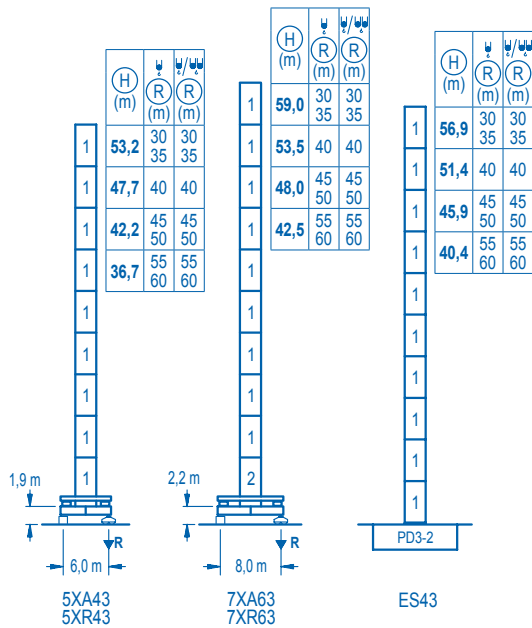 H
(m)
R
(m)
R
(m)
53,2
30
35
30
35
47,7
40
40
42,2
45
50
45
50
36,7
55
60
55
60
1
1
1
1
1
1
1
1
1
1,9 m
R
6,0 m
5XA43
5XR43
H
(m)
R
(m)
R
(m)
59,0
30
35
30
35
53,5
40
40
48,0
45
50
45
50
42,5
55
60
55
60
1
1
1
1
1
1
1
1
1
2
2,2 m
R
8,0 m
7XA63
7XR63
H
(m)
R
(m)
R
(m)
56,9
30
35
30
35
51,4
40
40
45,9
45
50
45
50
40,4
55
60
55
60
1
1
1
1
1
1
1
1
1
1
PD3-2
ES43